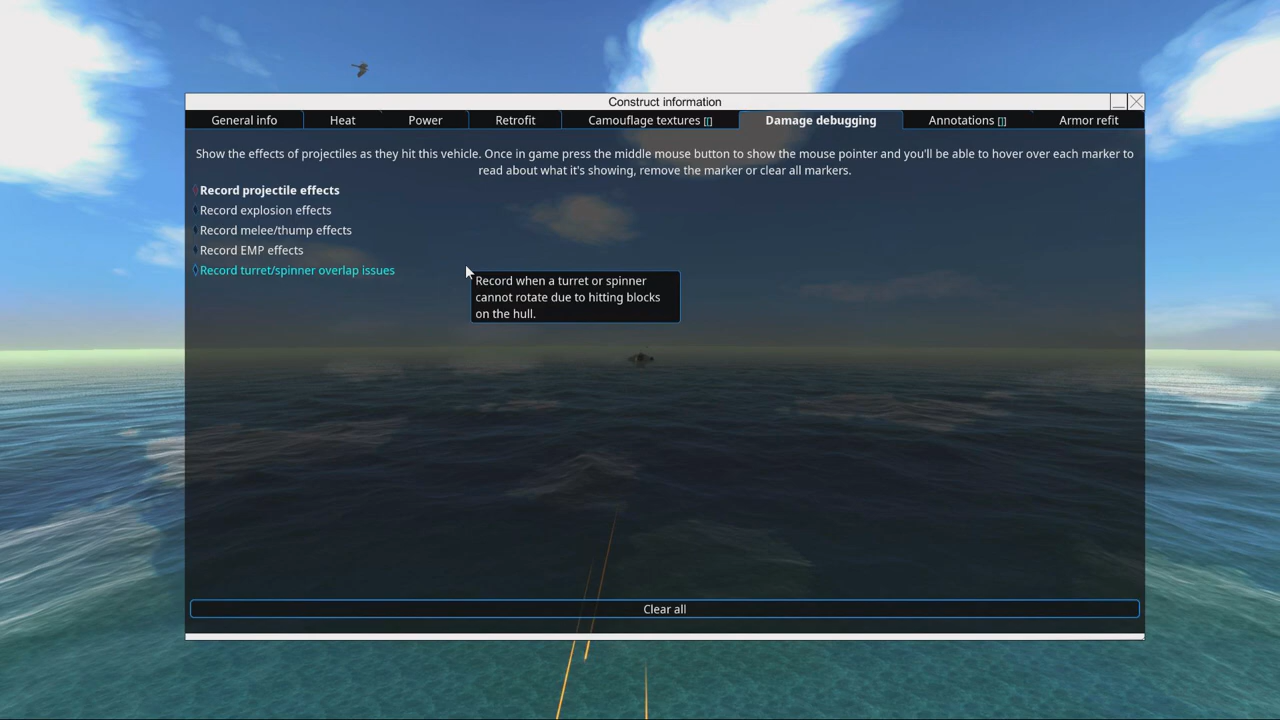 Construct information
General info
Heat
Power
Retrofit
Camouflage textures [[]
Damage debugging
Annotations []]
Armor refit
Show the effects of projectiles as they hit this vehicle. Once in game press the middle mouse button to show the mouse pointer and you'll be able to hover over each marker to
read about what it's showing, remove the marker or clear all markers.
Record projectile effects
Record explosion effects
Record melee/thump effects
Record EMP effects
Record turret/spinner overlap issues
Record when a turret or spinner
cannot rotate due to hitting blocks
on the hull.
Clear all